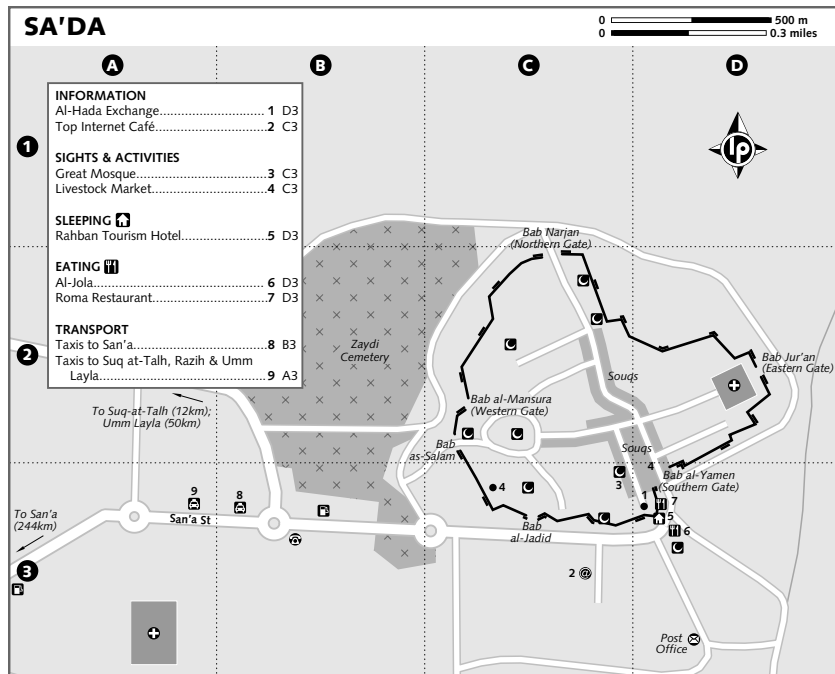 SA'DA
0 500 m
0 0.3 miles
A B C D
INFORMATION
Al-Hada Exchange............................ 1 D3
Top Internet Café............................. 2 C3
SIGHTS & ACTIVITIES
Great Mosque.................................. 3 C3
Livestock Market.............................. 4 C3
SLEEPING
Rahban Tourism Hotel...................... 5 D3
EATING
Al-Jola............................................. 6 D3
Roma Restaurant.............................. 7 D3
TRANSPORT
Taxis to San'a................................... 8 B3
Taxis to Suq at-Talh, Razih & Umm
Layla............................................ 9 A3
1
2
3
lp
Bab Narjan
(Northern Gate)
Zaydi
Cemetery
Souqs
Bab Jur'an
(Eastern Gate)
Bab al-Mansura
(Western Gate)
To Suq-at-Talh (12km);
Umm Layla (50km)
Bab
as-Salam
Souqs
4
Bab al-Yamen
(Southern Gate)
3
4
1
7
5
6
9
8
To San'a
(244km)
San'a St
Bab
al-Jadid
2 @
Post
Office